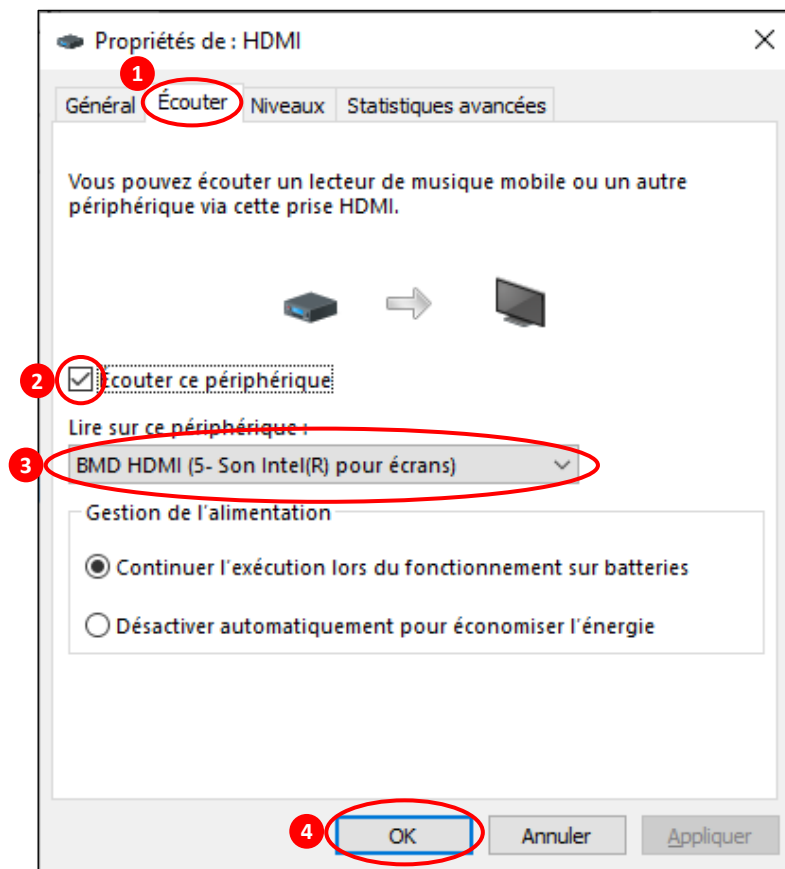 Propriétés de : HDMI
1
Général Écouter Niveaux Statistiques avancées
Vous pouvez écouter un lecteur de musique mobile ou un autre
périphérique via cette prise HDMI.
2 Écouter ce périphérique
Lire sur ce périphérique :
3 BMD HDMI (5- Son Intel(R) pour écrans)
Gestion de l'alimentation
Continuer l'exécution lors du fonctionnement sur batteries
Désactiver automatiquement pour économiser l'énergie
4 OK Annuler Appliquer